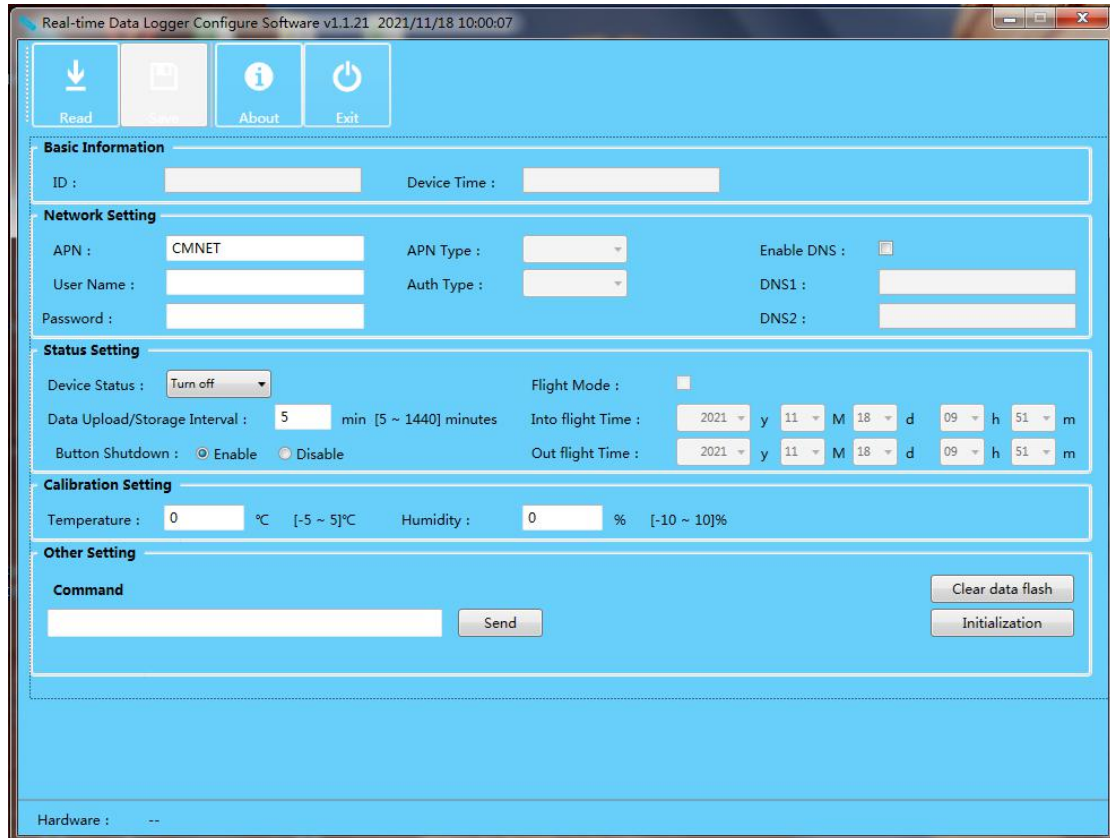 Real-time Data Logger Configure Software v1.1.21 2021/11/18 10:00:07
Read Save About Exit
Basic Information
ID : Device Time :
Network Setting
APN : CMNET APN Type : Enable DNS :
User Name : Auth Type : DNS1 :
Password : DNS2 :
Status Setting
Device Status : Turn off Flight Mode :
Data Upload/Storage Interval : 5 min [5 ~ 1440] minutes Into flight Time : 2021 y 11 M 18 d 09 h 51 m
Button Shutdown : Enable Disable Out flight Time : 2021 y 11 M 18 d 09 h 51 m
Calibration Setting
Temperature : 0 ℃ [-5 ~ 5]℃ Humidity : 0 % [-10 ~ 10]%
Other Setting
Command Clear data flash
Send Initialization
Hardware : --